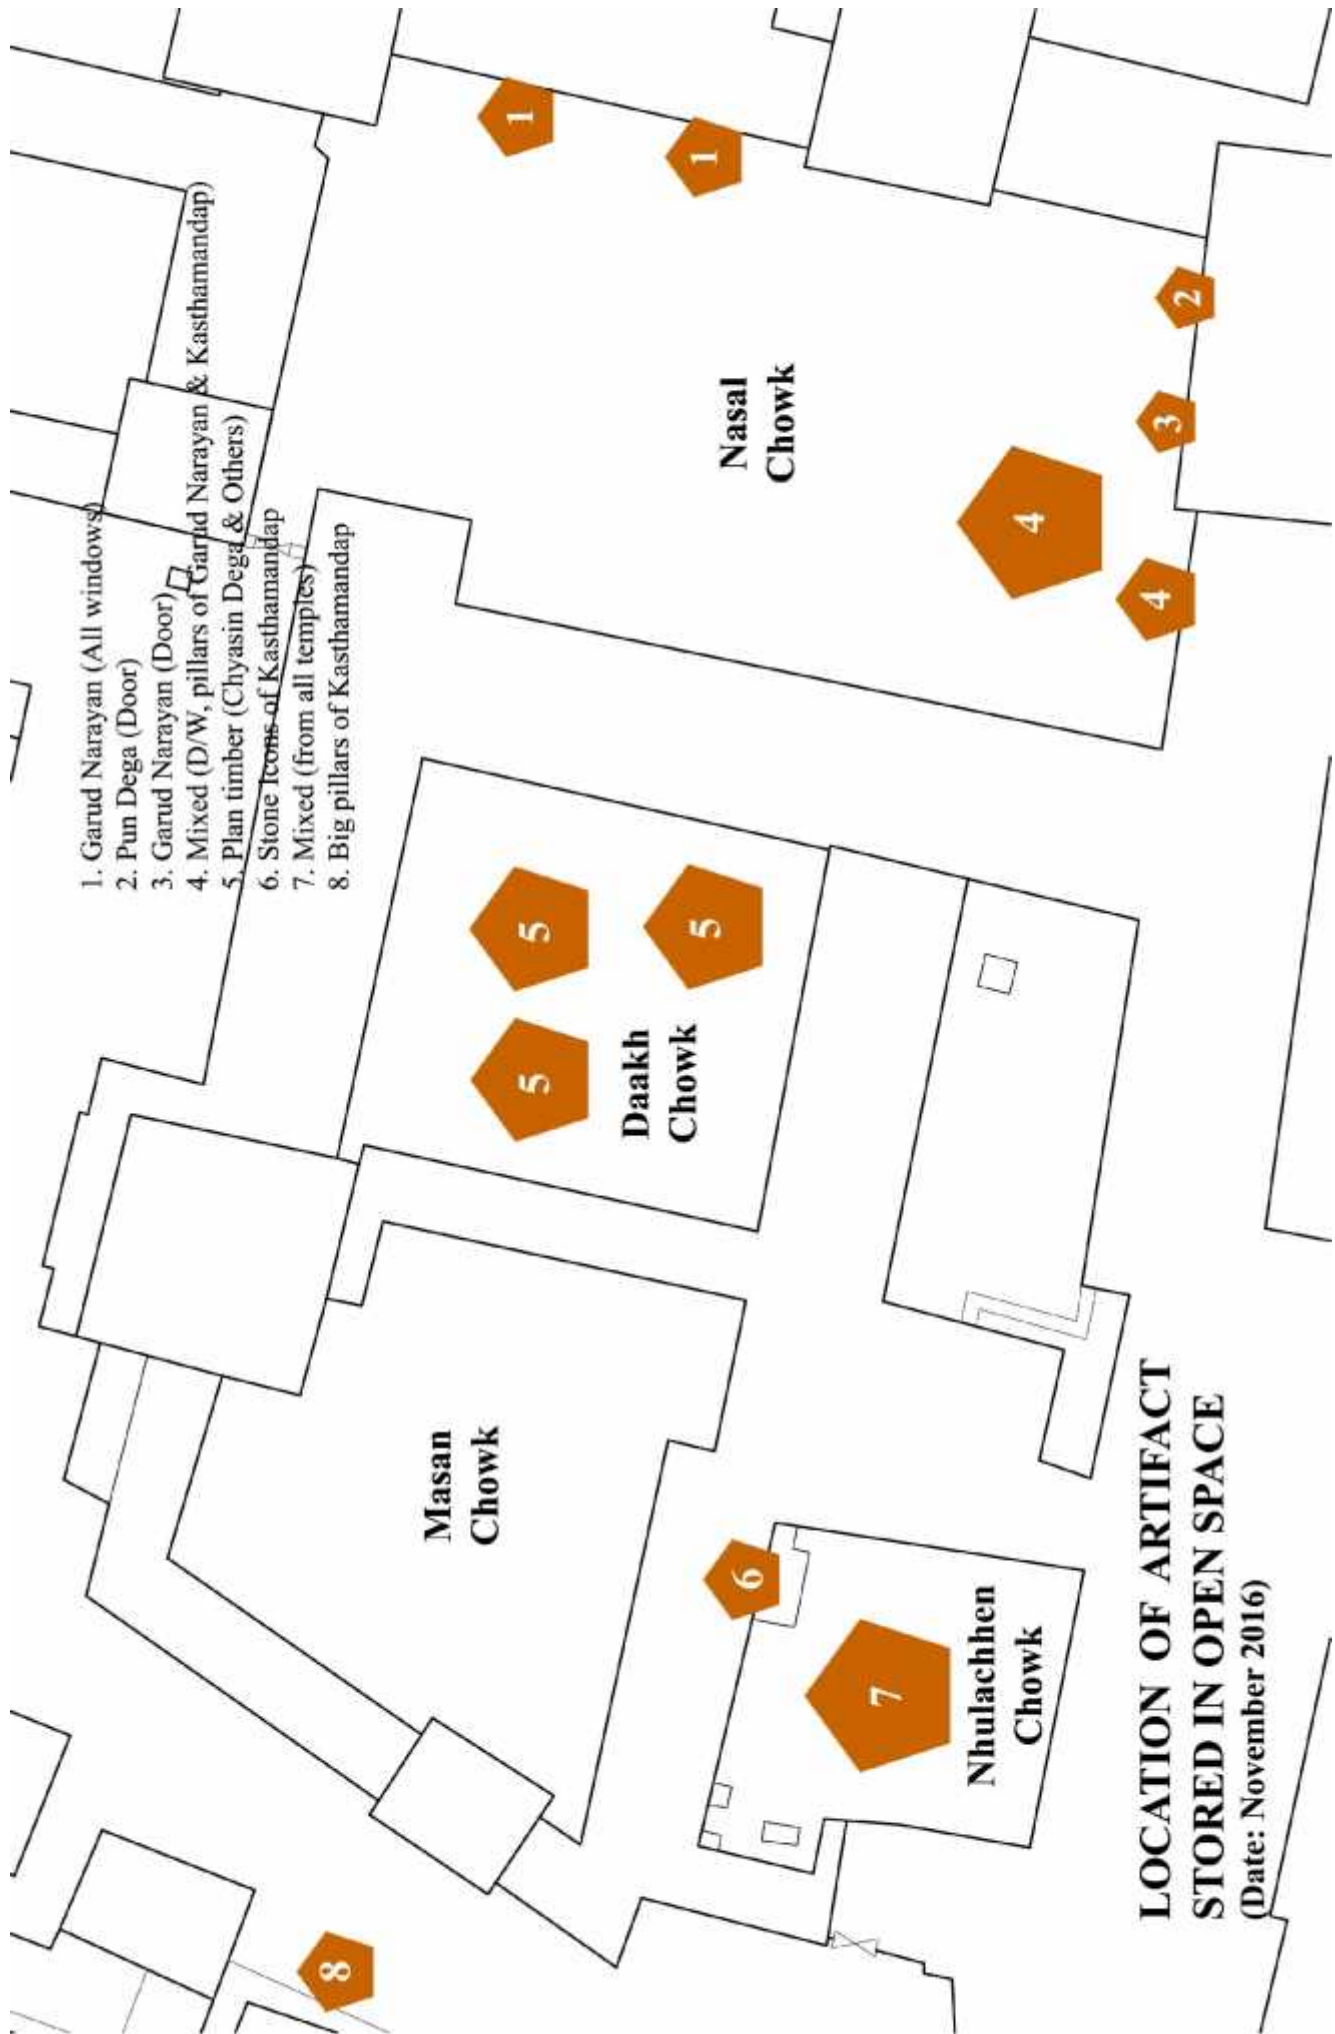 1. Garud Narayan (All windows)
2. Pun Dega (Door)
3. Garud Narayan (Door)
4. Mixed (D/W, pillars of Garud Narayan & Kasthamandap)
5. Plan timber (Chyasin Dega & Others)
6. Stone Icons of Kasthamandap
7. Mixed (from all temples)
8. Big pillars of Kasthamandap
8
Masan
Chowk
5
5
5
Daakh
Chowk
1
1
Nasal
Chowk
6
7
Nhulachhen
Chowk
4
4
3
2
LOCATION OF ARTIFACT
STORED IN OPEN SPACE
(Date: November 2016)